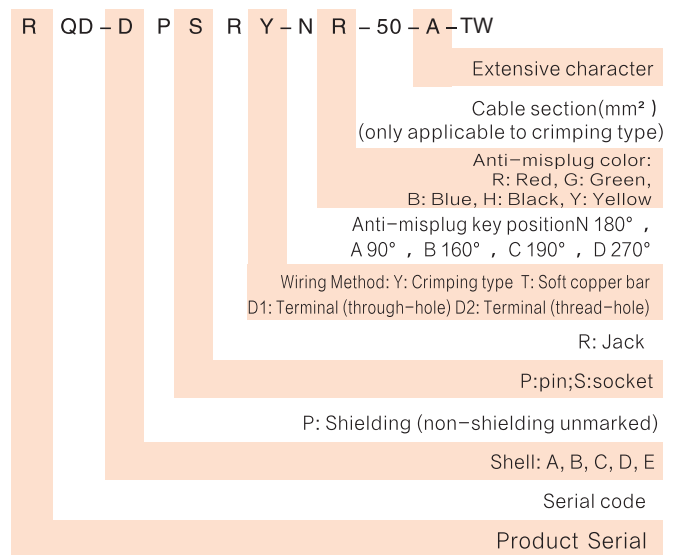 R QD-D P S R Y-N R-50-A-TW
Extensive character
Cable section(mm²)
(only applicable to crimping type)
Anti-misplug color:
R: Red, G: Green,
B: Blue, H: Black, Y: Yellow
Anti-misplug key positionN 180° ,
A 90° , B 160° , C 190° , D 270°
Wiring Method: Y: Crimping type T: Soft copper bar
D1: Terminal (through-hole) D2: Terminal (thread-hole)
R: Jack
P:pin;S:socket
P: Shielding (non-shielding unmarked)
Shell: A, B, C, D, E
Serial code
Product Serial